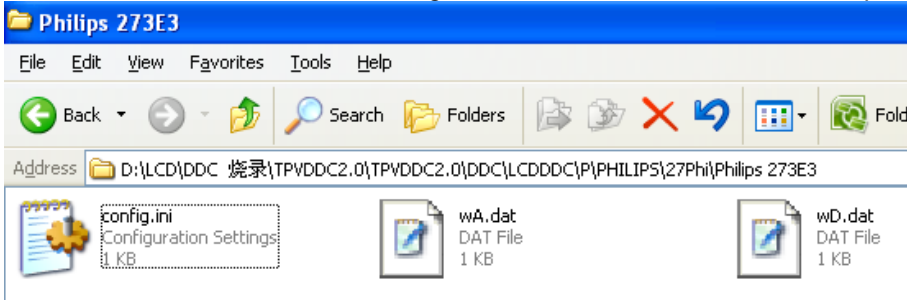 Philips 273E3
File Edit View Favorites Tools Help
Back Search Folders Fold
Address D:\LCD\DDC 烧录\TPVDDC2.0\TPVDDC2.0\DDC\LCDDDC\P\PHILIPS\27Phi\Philips 273E3
config.ini wA.dat wD.dat
Configuration Settings DAT File DAT File
1 KB 1 KB 1 KB